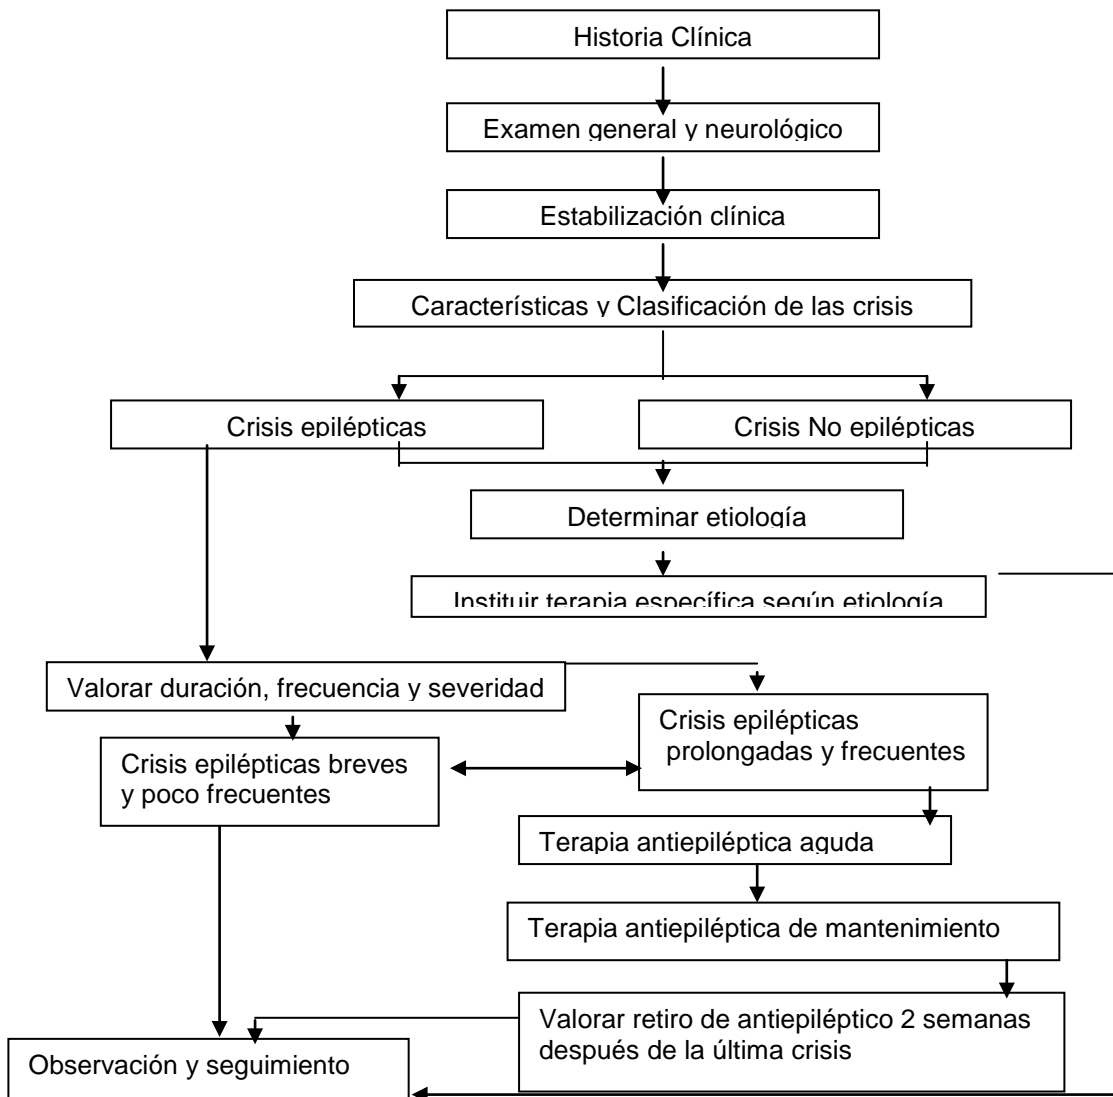 Historia Clínica
Examen general y neurológico
Estabilización clínica
Características y Clasificación de las crisis
Crisis epilépticas
Crisis No epilépticas
Determinar etiología
Instituir terapia específica según etiología
Valorar duración, frecuencia y severidad
Crisis epilépticas
prolongadas y frecuentes
Crisis epilépticas breves
y poco frecuentes
Terapia antiepiléptica aguda
Terapia antiepiléptica de mantenimiento
Valorar retiro de antiepiléptico 2 semanas
después de la última crisis
Observación y seguimiento